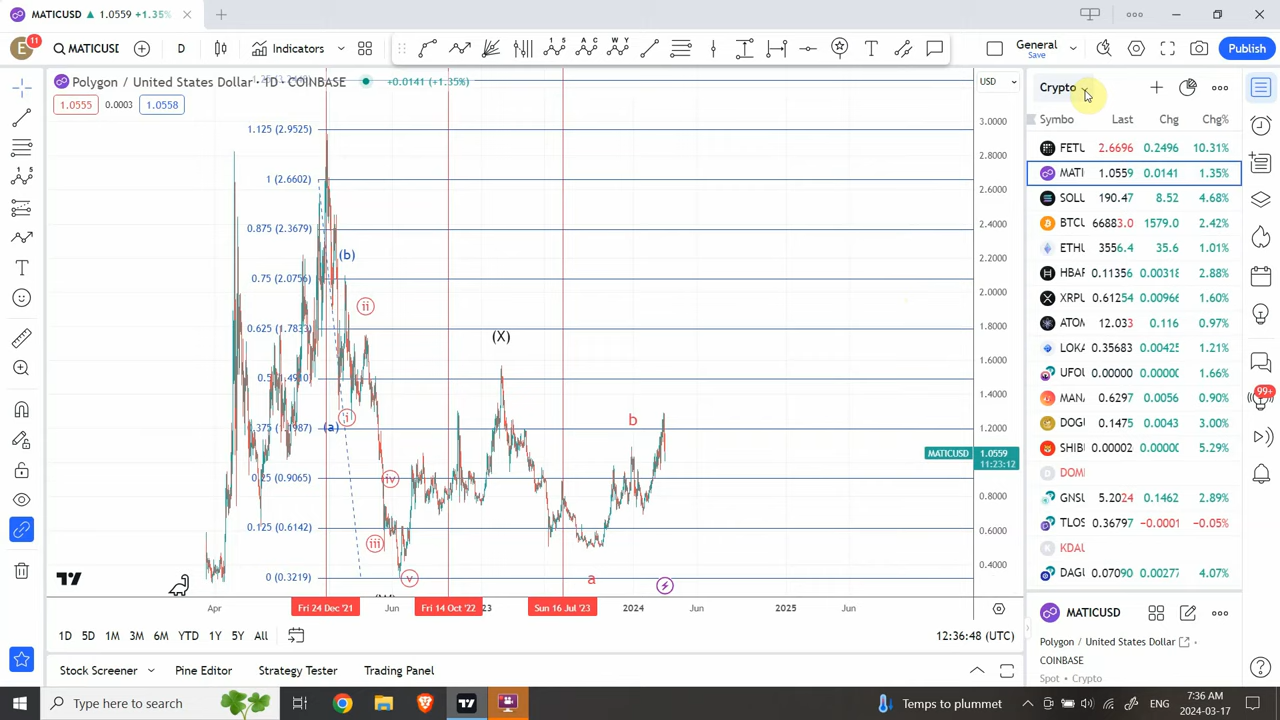 MATICUSD ▲ 1.0559 +1.35%
E 11 MATICUSD D Indicators General Save Publish
Polygon / United States Dollar · 1D · COINBASE +0.0141 (+1.35%) USD
1.0555 0.0003 1.0558
Crypto
Symbo Last Chg Chg%
FETU 2.6696 0.2496 10.31%
MATI 1.0559 0.0141 1.35%
SOLU 190.47 8.52 4.68%
BTCU 66883.0 1579.0 2.42%
ETHU 3556.4 35.6 1.01%
HBAR 0.11356 0.00318 2.88%
XRPU 0.61254 0.00966 1.60%
ATOM 12.033 0.116 0.97%
LOKA 0.35683 0.00425 1.21%
UFOU 0.00000 0.00000 1.66%
MANA 0.6297 0.0056 0.90%
DOGU 0.1475 0.0043 3.00%
SHIB 0.00002 0.00000 5.29%
DOMI
GNSU 5.2024 0.1462 2.89%
TLOS 0.36797 −0.0001 −0.05%
KDAU
DAGU 0.07090 0.00277 4.07%
1.125 (2.9525)
1 (2.6602)
0.875 (2.3679)
0.75 (2.0756)
0.625 (1.7833)
0.375 (1.1987)
0.25 (0.9065)
0.125 (0.6142)
0 (0.3219)
(b)
ii
(X)
(a)
i
b
iv
iii
v
a
3.0000
2.8000
2.6000
2.4000
2.2000
2.0000
1.8000
1.6000
1.4000
1.2000
MATICUSD 1.0559
11:23:12
0.8000
0.6000
0.4000
Apr Fri 24 Dec '21 Jun Fri 14 Oct '22 '23 Sun 16 Jul '23 2024 Jun 2025 Jun
1D 5D 1M 3M 6M YTD 1Y 5Y All 12:36:48 (UTC)
99+
MATICUSD
Polygon / United States Dollar
COINBASE
Spot • Crypto
Stock Screener Pine Editor Strategy Tester Trading Panel
Type here to search Temps to plummet ENG 7:36 AM
2024-03-17